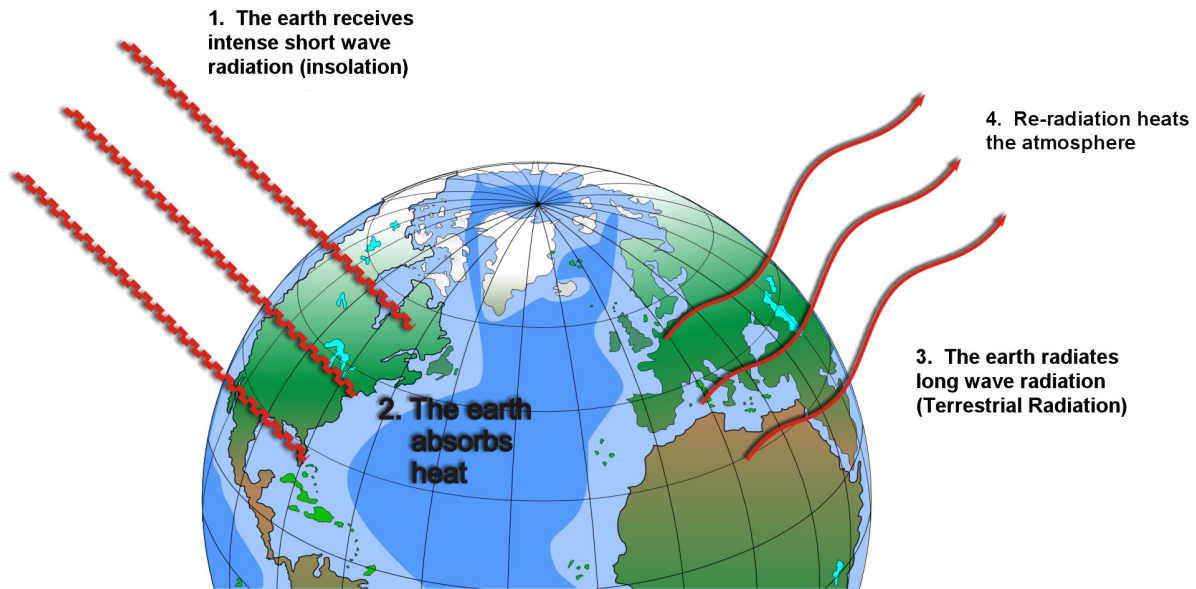 1.  The earth receives
intense short wave
radiation (insolation)
2. The earth
absorbs
heat
3.  The earth radiates
long wave radiation
(Terrestrial Radiation)
4.  Re-radiation heats
the atmosphere